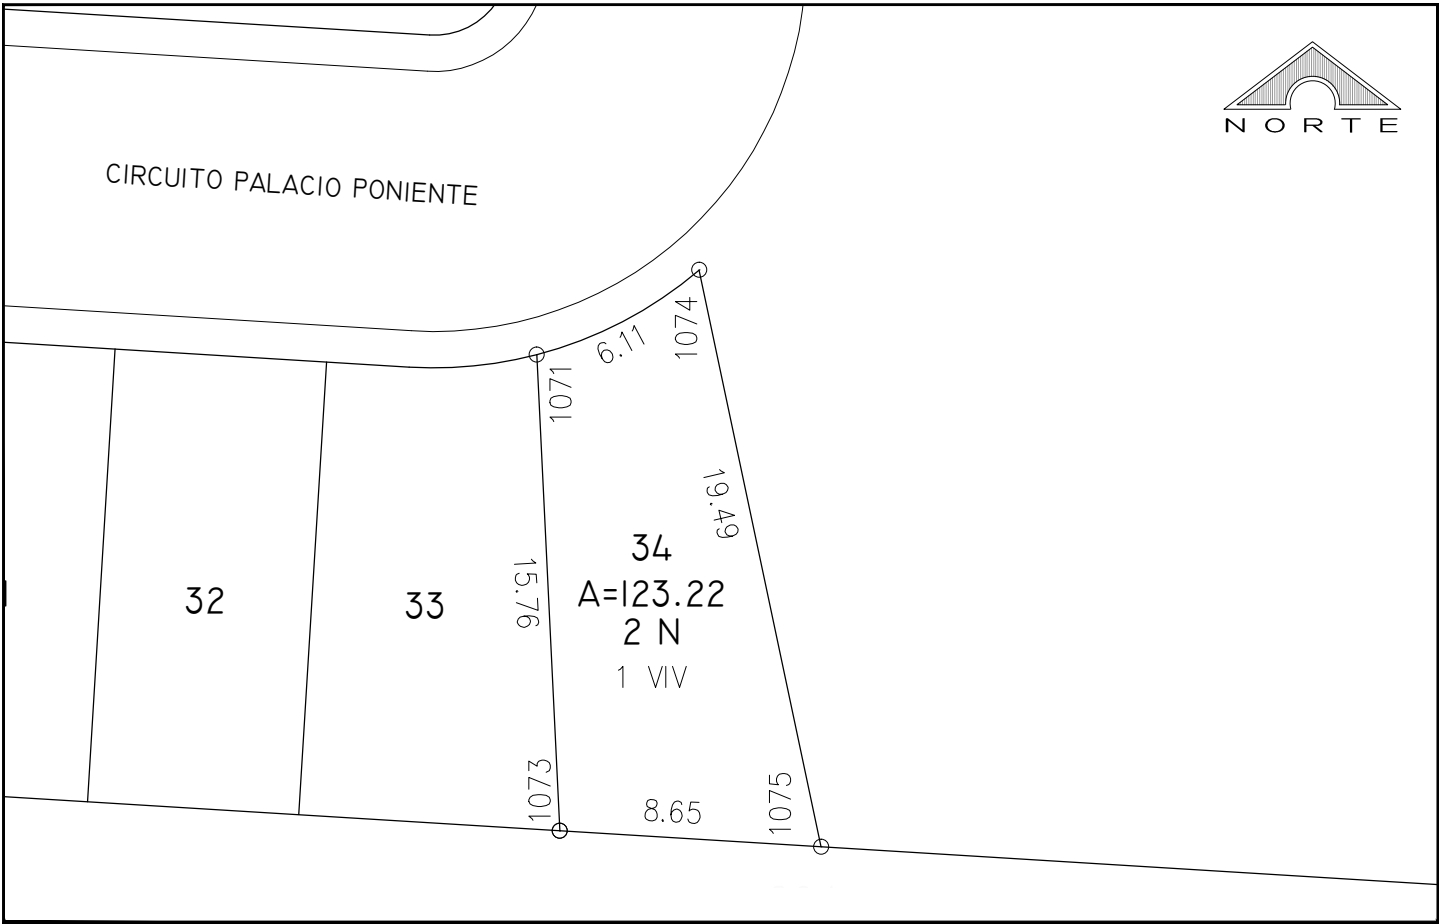 NORTE
CIRCUITO PALACIO PONIENTE
1074
6.11
1071
19.49
34
A=123.22
2 N
1 VIV
15.76
32
33
1073
8.65
1075